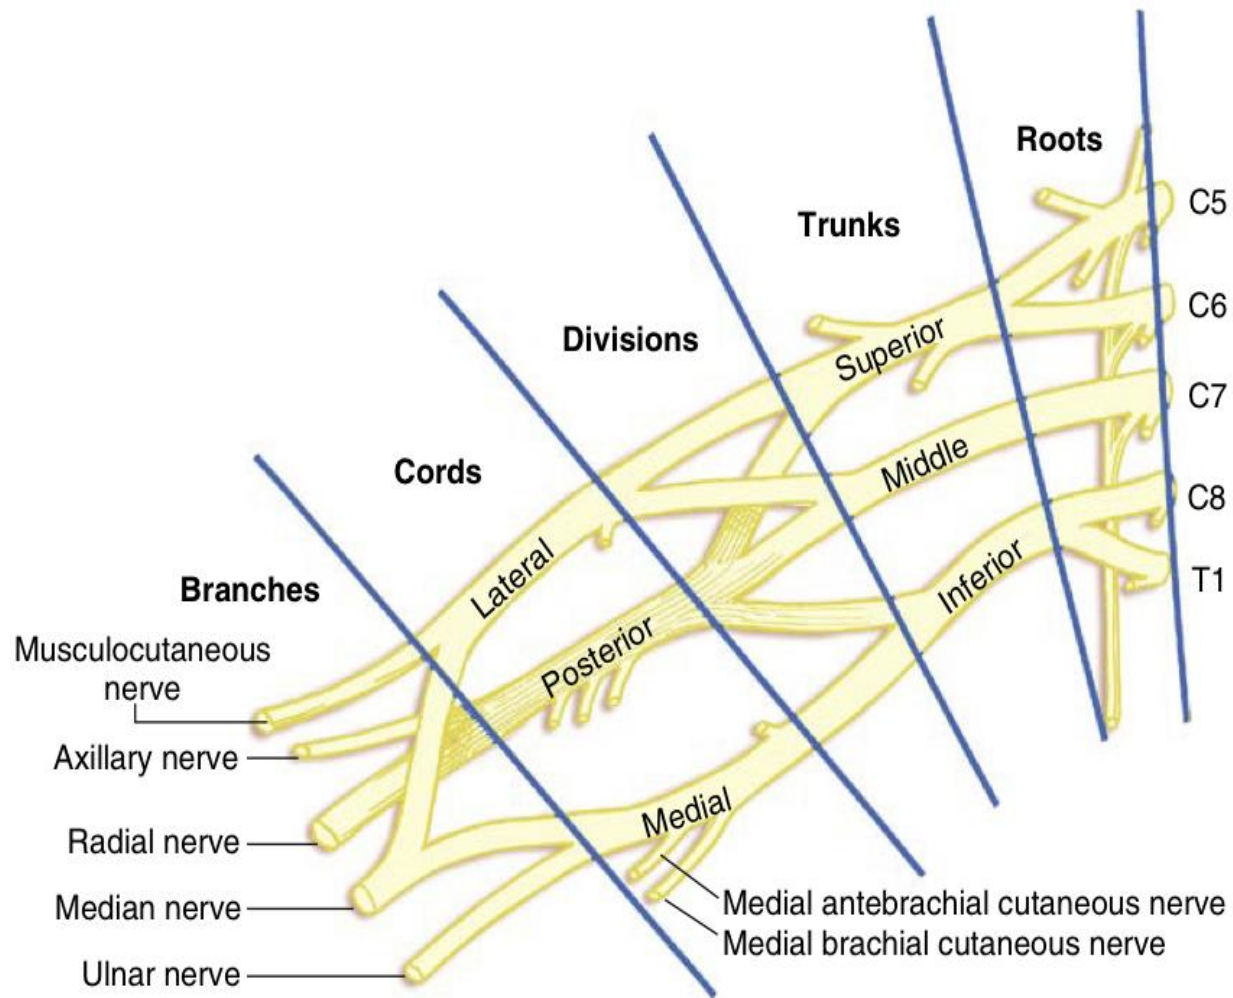 Roots
C5
Trunks
C6
Divisions
Superior
C7
Cords
Middle
C8
Branches
Lateral
Inferior
T1
Musculocutaneous
nerve
Posterior
Axillary nerve
Medial
Radial nerve
Median nerve
Medial antebrachial cutaneous nerve
Medial brachial cutaneous nerve
Ulnar nerve